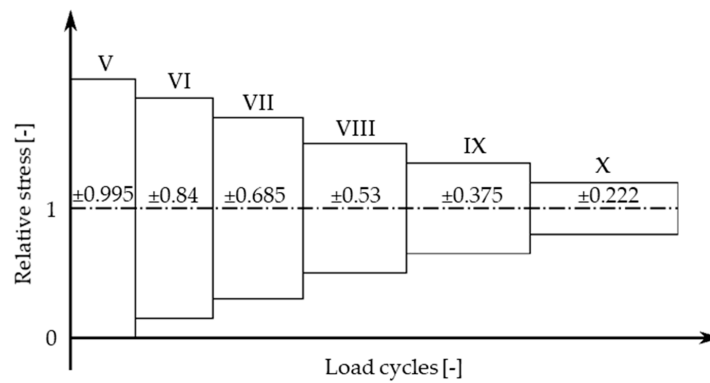 V
VI
VII
VIII
IX
X
Relative stress [-]
±0.995 ±0.84 ±0.685 ±0.53 ±0.375 ±0.222
1
0
Load cycles [-]